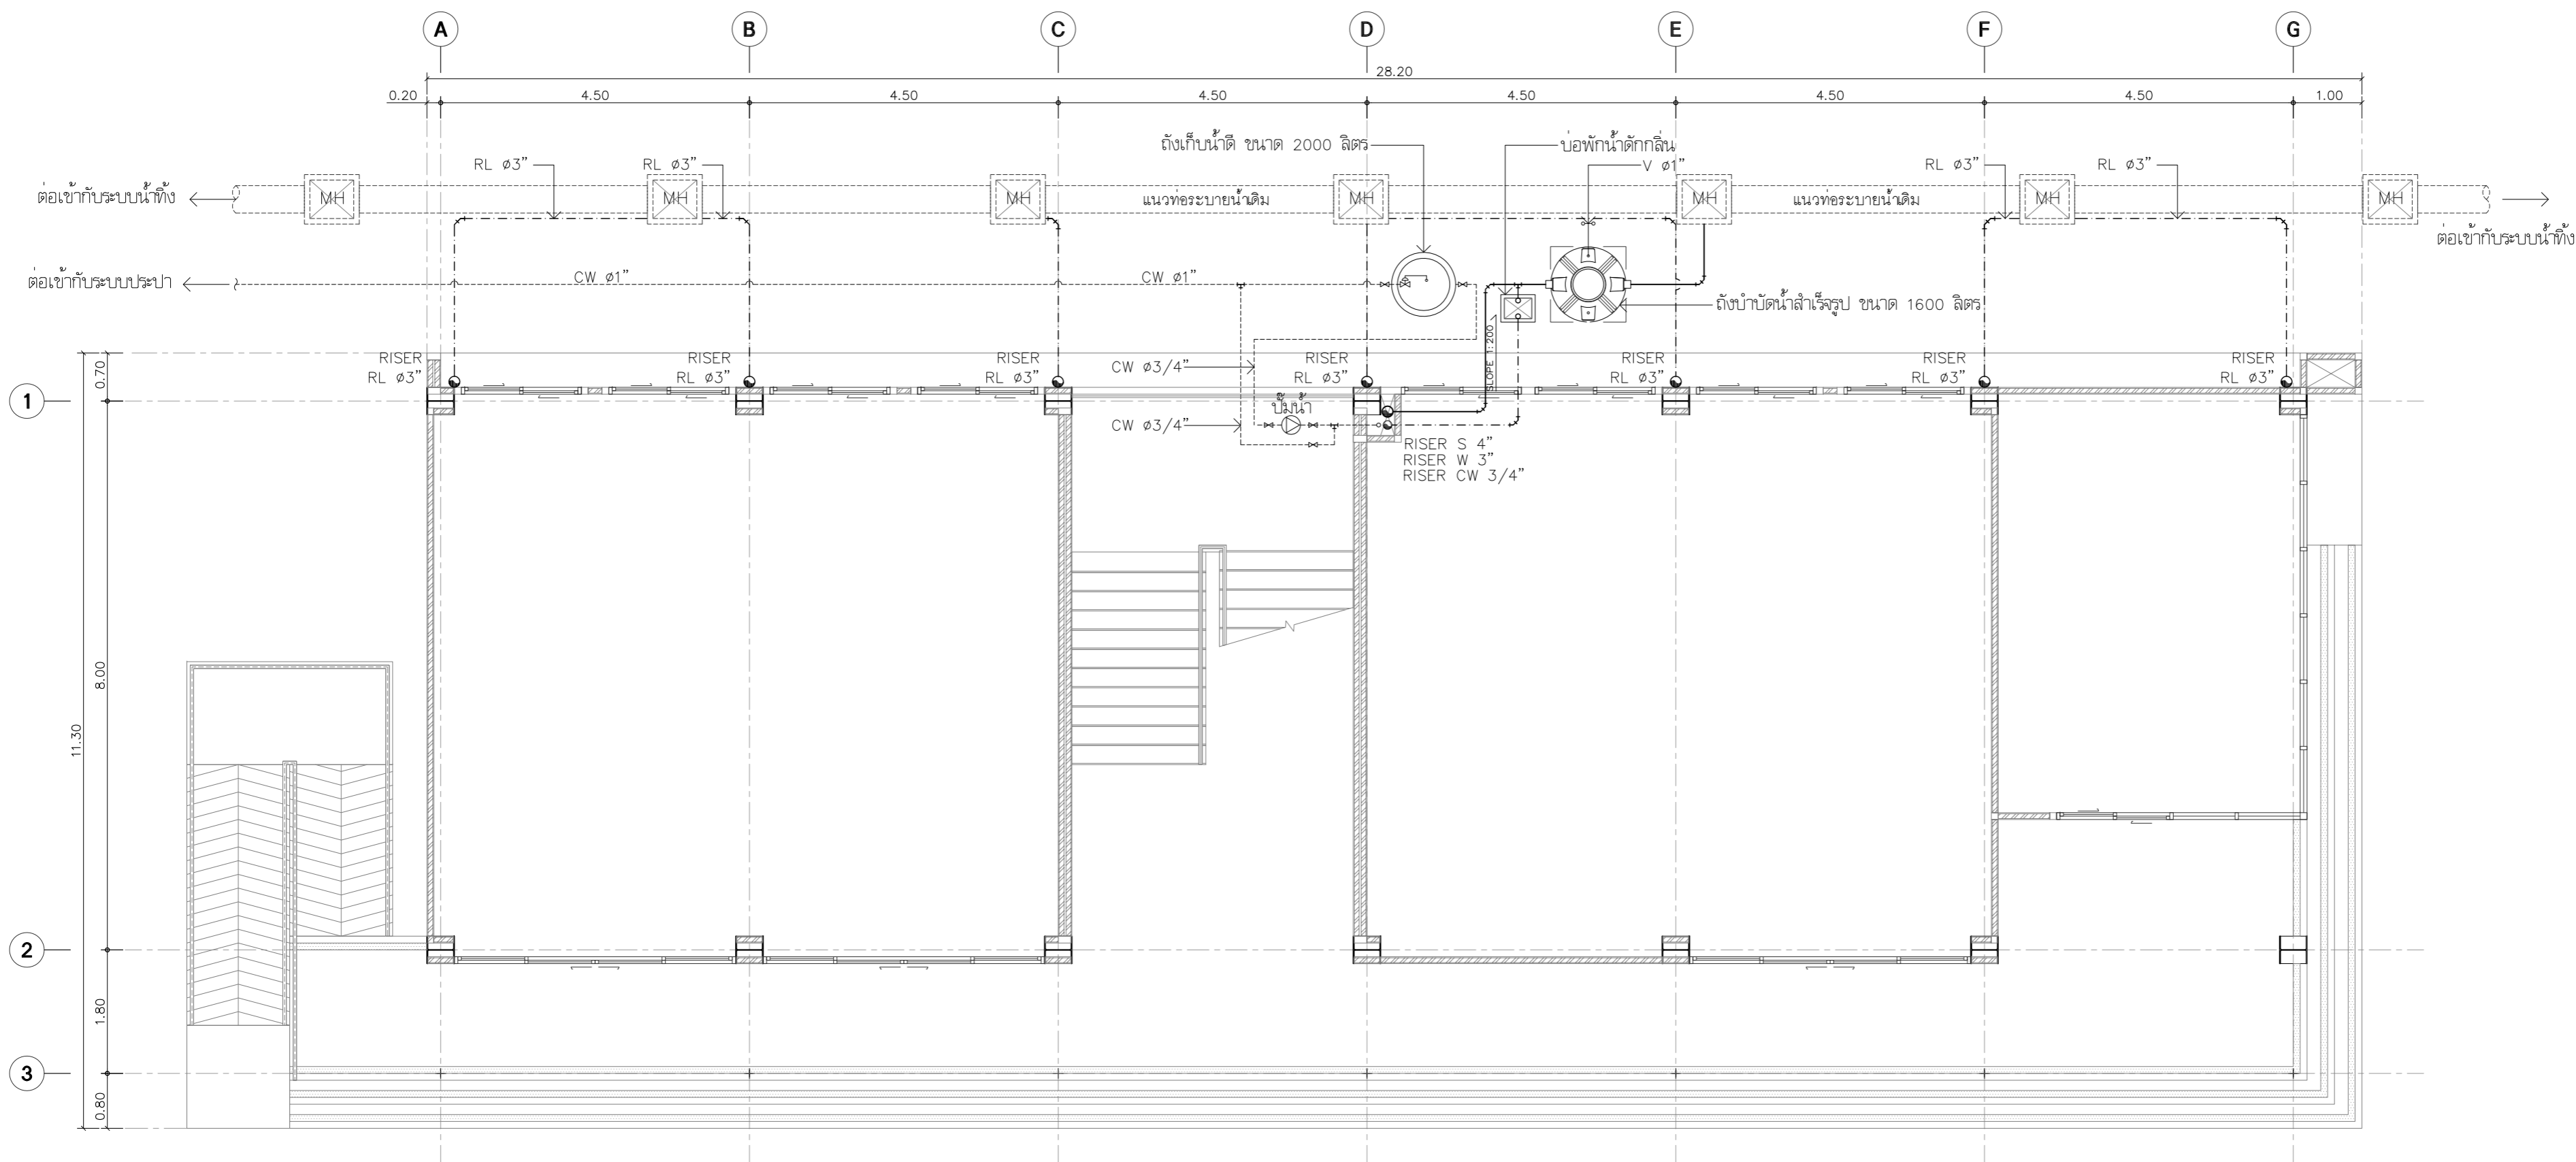 A B C D E F G
28.20
0.20 4.50 4.50 4.50 4.50 4.50 4.50 1.00
ถังเก็บน้ำดี ขนาด 2000 ลิตร
บ่อพักน้ำดักกลิ่น
RL ø3" RL ø3" V ø1" RL ø3" RL ø3"
ต่อเข้ากับระบบน้ำทิ้ง
MH MH MH แนวท่อระบายน้ำเดิม MH MH แนวท่อระบายน้ำเดิม MH MH
ต่อเข้ากับระบบน้ำทิ้ง
ต่อเข้ากับระบบประปา
CW ø1" CW ø1"
ถังบำบัดน้ำสำเร็จรูป ขนาด 1600 ลิตร
SLOPE 1:200
RISER RISER RISER RISER RISER RISER RISER
RL ø3" RL ø3" RL ø3" RL ø3" RL ø3" RL ø3" RL ø3"
CW ø3/4"
0.70
1
ปั๊มน้ำ
CW ø3/4"
RISER S 4"
RISER W 3"
RISER CW 3/4"
8.00
11.30
2
1.80
3
0.80